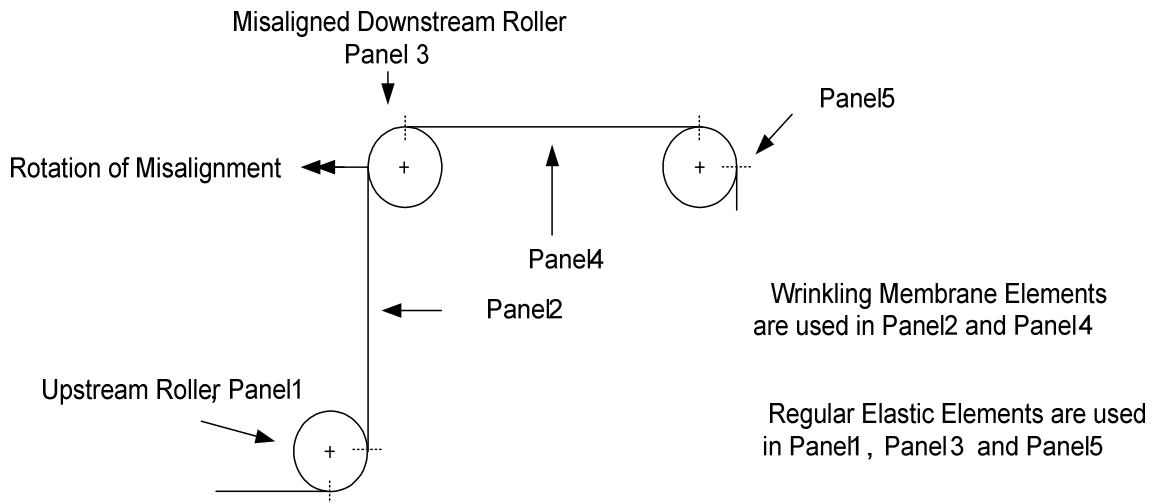 Misaligned Downstream Roller
Panel 3
Panel5
Rotation of Misalignment
Panel4
Panel2
Wrinkling Membrane Elements
are used in Panel2 and Panel4
Upstream Roller, Panel1
Regular Elastic Elements are used
in Panel1, Panel3 and Panel5